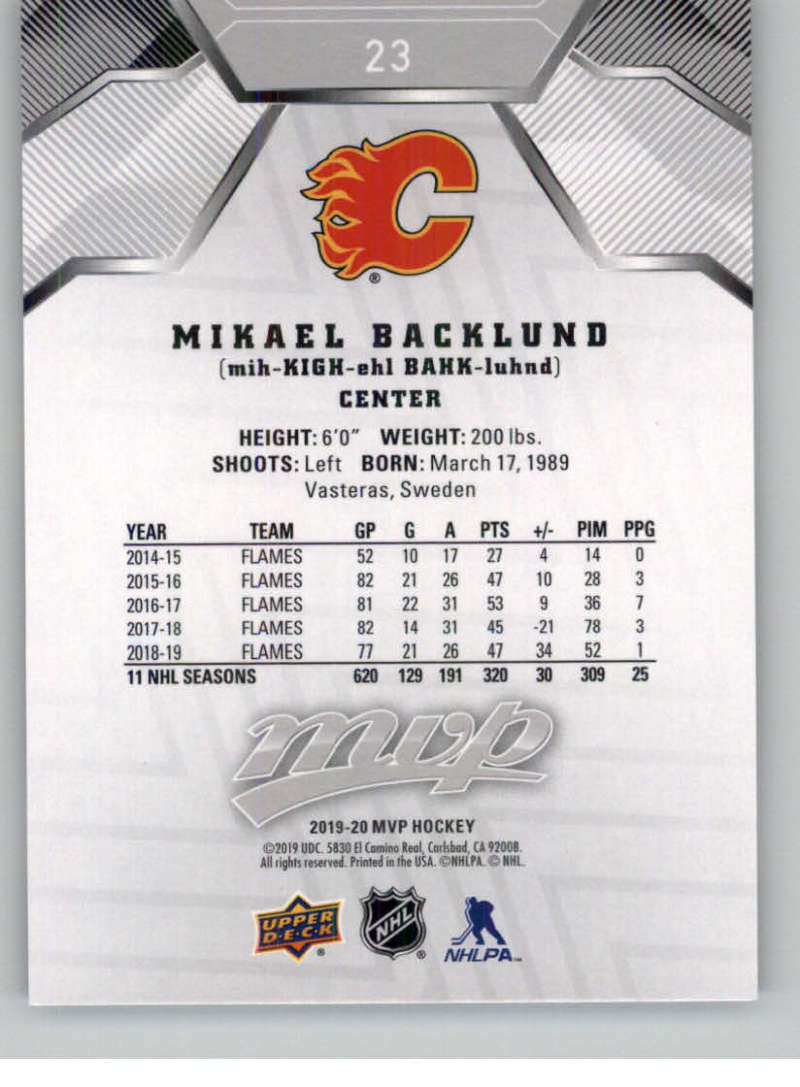 23
MIKAEL BACKLUND
(mih-KIGH-ehl BAHK-luhnd)
CENTER
HEIGHT: 6'0" WEIGHT: 200 lbs.
SHOOTS: Left BORN: March 17, 1989
Vasteras, Sweden
YEAR TEAM GP G A PTS +/- PIM PPG
2014-15 FLAMES 52 10 17 27 4 14 0
2015-16 FLAMES 82 21 26 47 10 28 3
2016-17 FLAMES 81 22 31 53 9 36 7
2017-18 FLAMES 82 14 31 45 -21 78 3
2018-19 FLAMES 77 21 26 47 34 52 1
11 NHL SEASONS 620 129 191 320 30 309 25
mvp
2019-20 MVP HOCKEY
©2019 UDC. 5830 El Camino Real, Carlsbad, CA 92008.
All rights reserved. Printed in the USA. ©NHLPA. © NHL.
UPPER D·E·C·K ® NHL ® NHLPA™